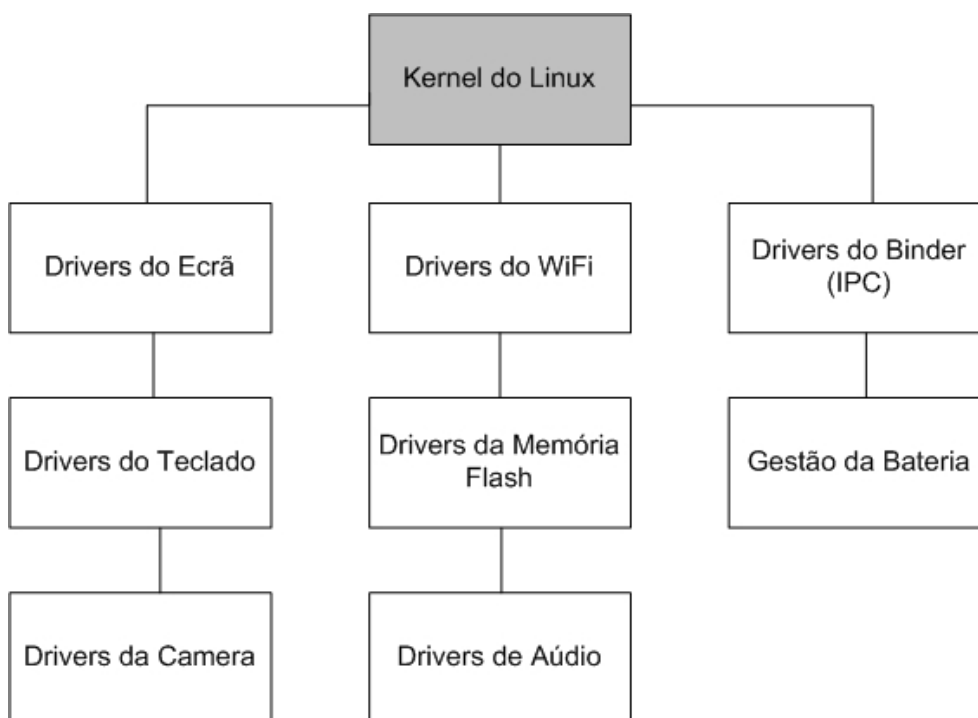 Kernel do Linux
Drivers do Ecrã
Drivers do WiFi
Drivers do Binder
(IPC)
Drivers do Teclado
Drivers da Memória
Flash
Gestão da Bateria
Drivers da Camera
Drivers de Aúdio